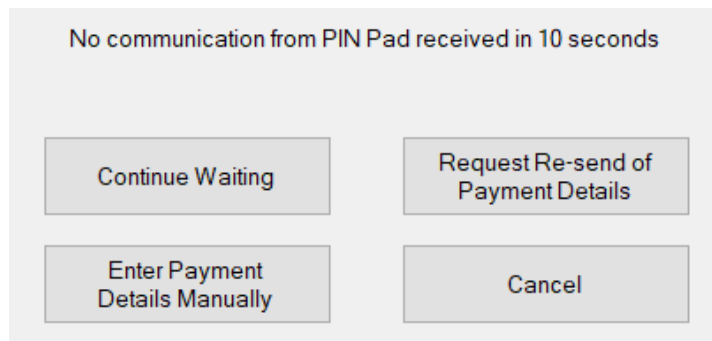 No communication from PIN Pad received in 10 seconds
Continue Waiting
Request Re-send of
Payment Details
Enter Payment
Details Manually
Cancel